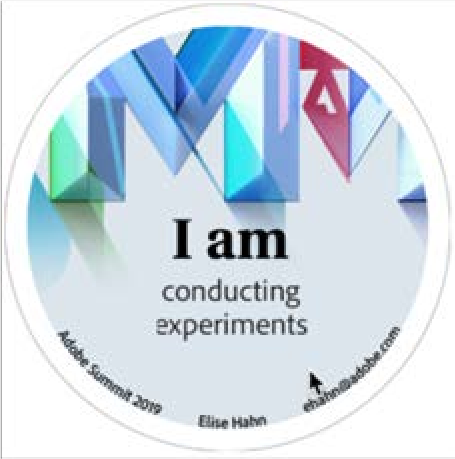 I am
conducting
experiments
Adobe Summit 2019
Elise Hahn
ehahn@adobe.com